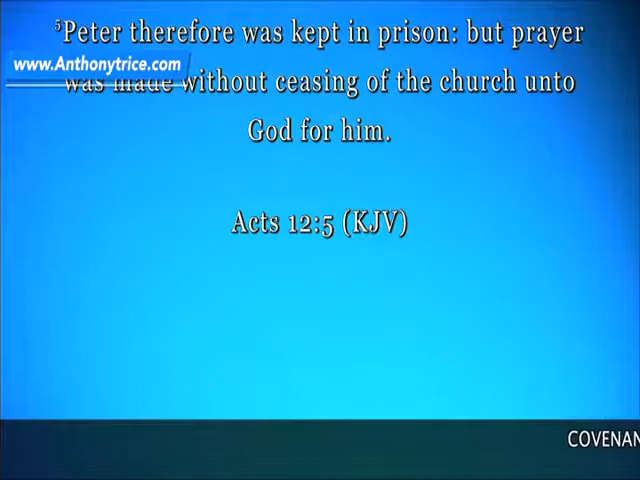 ⁵Peter therefore was kept in prison: but prayer
www.Anthonytrice.com
was made without ceasing of the church unto
God for him.
Acts 12:5 (KJV)
COVENAN